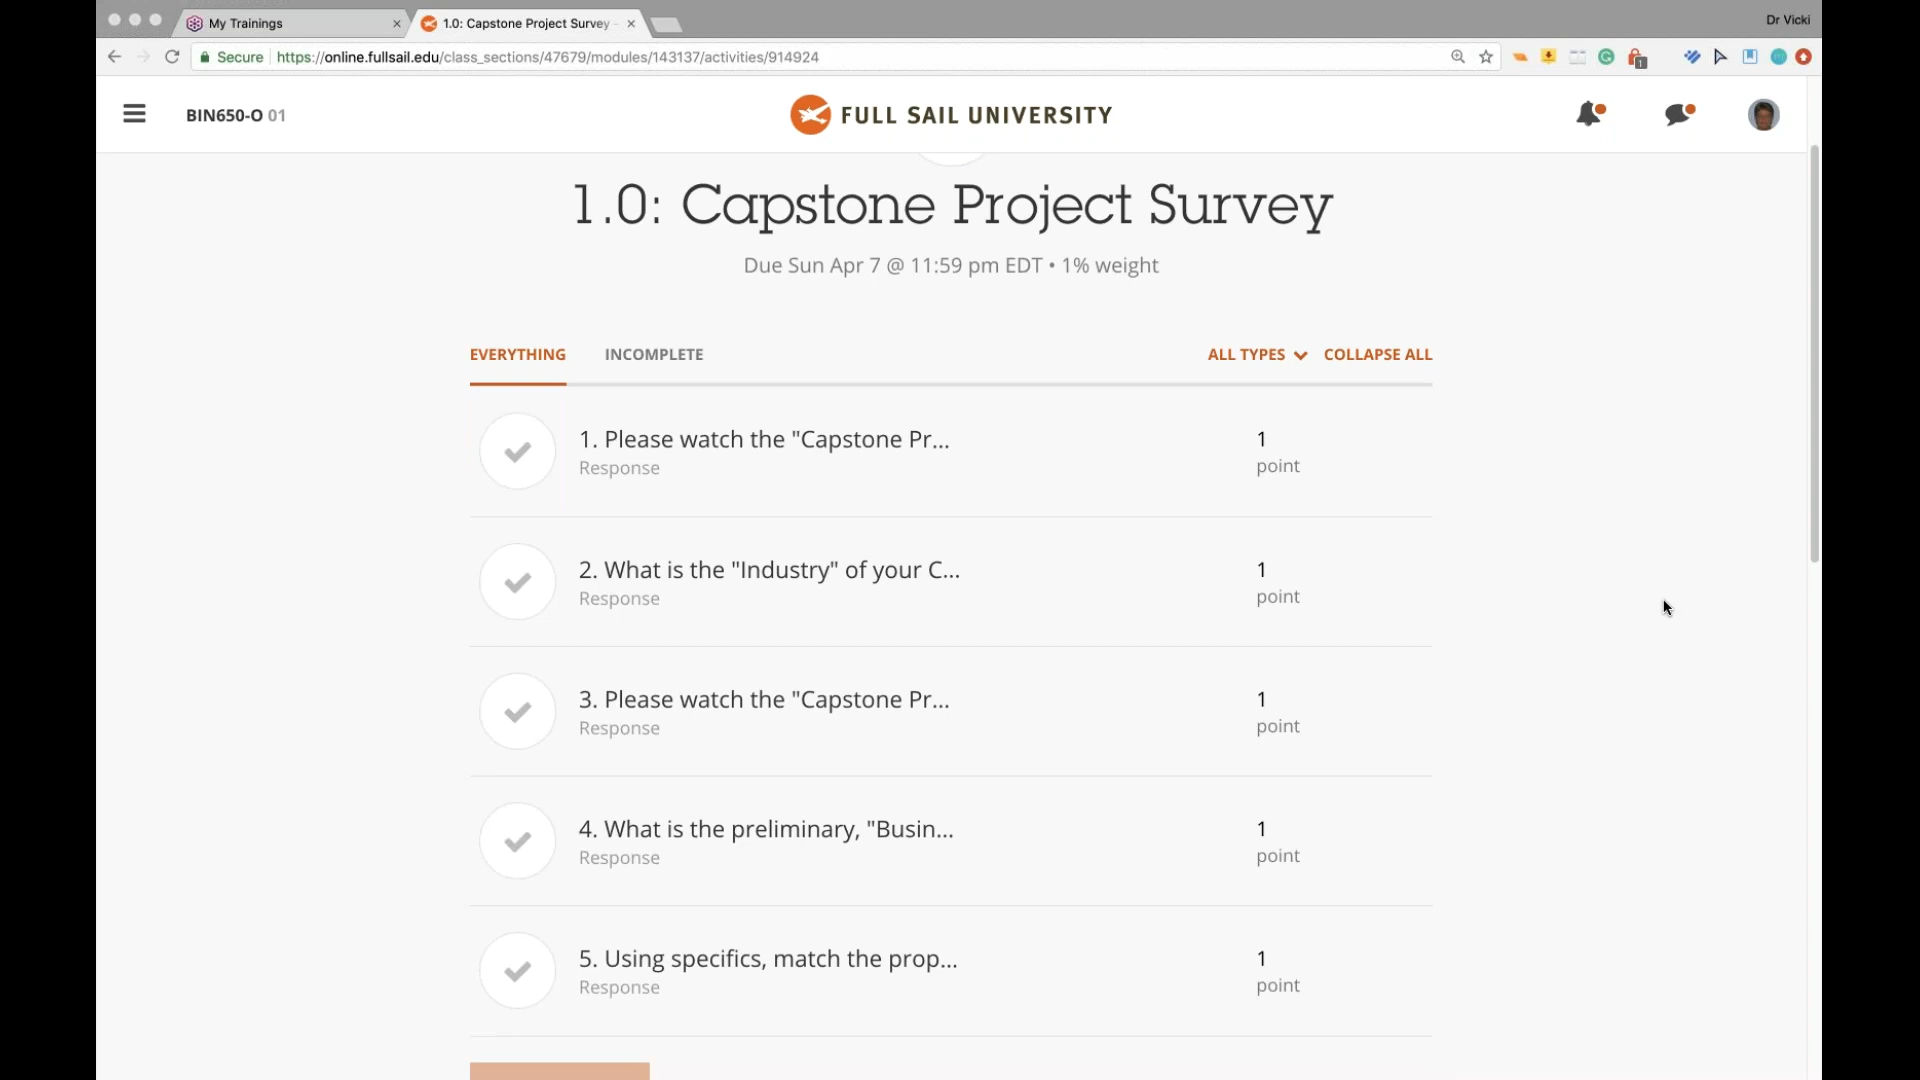 My Trainings
1.0: Capstone Project Survey -
Dr Vicki
Secure
https://online.fullsail.edu/class_sections/47679/modules/143137/activities/914924
1
BIN650-O 01
FULL SAIL UNIVERSITY
1.0: Capstone Project Survey
Due Sun Apr 7 @ 11:59 pm EDT • 1% weight
EVERYTHING
INCOMPLETE
ALL TYPES
COLLAPSE ALL
1. Please watch the "Capstone Pr...
Response
1
point
2. What is the "Industry" of your C...
Response
1
point
3. Please watch the "Capstone Pr...
Response
1
point
4. What is the preliminary, "Busin...
Response
1
point
5. Using specifics, match the prop...
Response
1
point